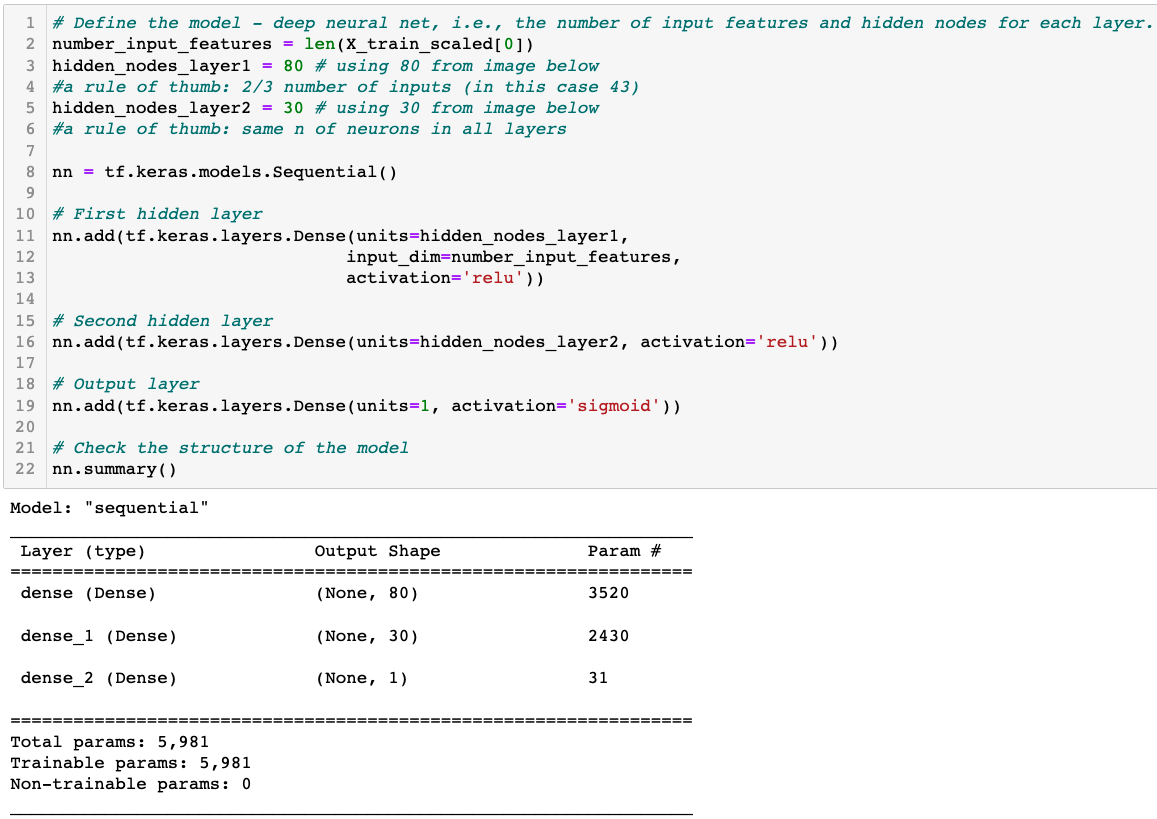 1 # Define the model - deep neural net, i.e., the number of input features and hidden nodes for each layer.
2 number_input_features = len(X_train_scaled[0])
3 hidden_nodes_layer1 = 80 # using 80 from image below
4 #a rule of thumb: 2/3 number of inputs (in this case 43)
5 hidden_nodes_layer2 = 30 # using 30 from image below
6 #a rule of thumb: same n of neurons in all layers
7
8 nn = tf.keras.models.Sequential()
9
10 # First hidden layer
11 nn.add(tf.keras.layers.Dense(units=hidden_nodes_layer1,
12                             input_dim=number_input_features,
13                             activation='relu'))
14
15 # Second hidden layer
16 nn.add(tf.keras.layers.Dense(units=hidden_nodes_layer2, activation='relu'))
17
18 # Output layer
19 nn.add(tf.keras.layers.Dense(units=1, activation='sigmoid'))
20
21 # Check the structure of the model
22 nn.summary()
Model: "sequential"
_________________________________________________________________
Layer (type)                Output Shape              Param #
=================================================================
dense (Dense)               (None, 80)                3520
dense_1 (Dense)             (None, 30)                2430
dense_2 (Dense)             (None, 1)                 31
=================================================================
Total params: 5,981
Trainable params: 5,981
Non-trainable params: 0
_________________________________________________________________